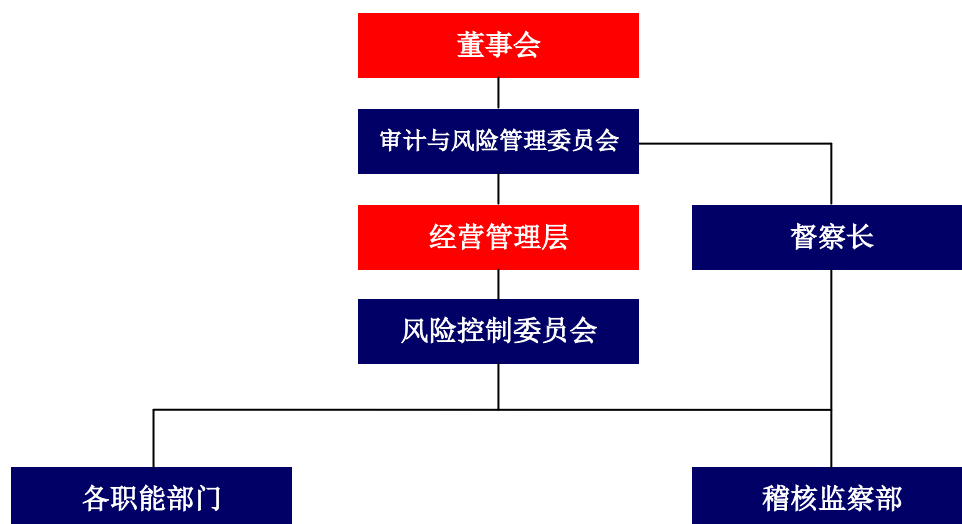 董事会
审计与风险管理委员会
经营管理层
督察长
风险控制委员会
各职能部门
稽核监察部